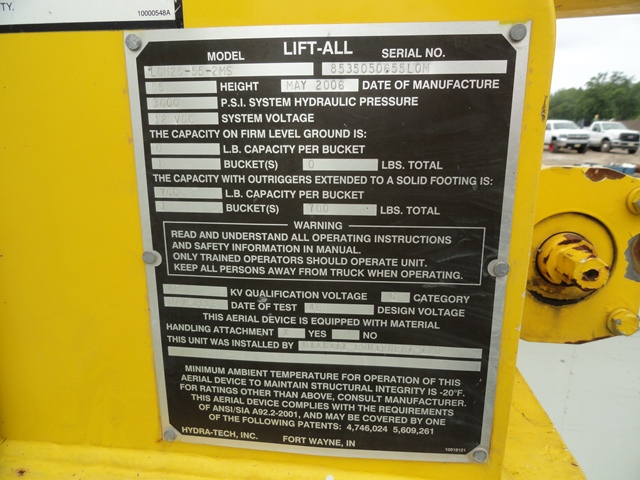 TY.
10000548A
MODEL LIFT-ALL SERIAL NO.
LOM20-55-2MS 8535050655LOM
HEIGHT MAY 2006 DATE OF MANUFACTURE
3000 P.S.I. SYSTEM HYDRAULIC PRESSURE
12 VDC SYSTEM VOLTAGE
THE CAPACITY ON FIRM LEVEL GROUND IS:
0 L.B. CAPACITY PER BUCKET
1 BUCKET(S) 0 LBS. TOTAL
THE CAPACITY WITH OUTRIGGERS EXTENDED TO A SOLID FOOTING IS:
700 L.B. CAPACITY PER BUCKET
1 BUCKET(S) 700 LBS. TOTAL
WARNING
READ AND UNDERSTAND ALL OPERATING INSTRUCTIONS
AND SAFETY INFORMATION IN MANUAL.
ONLY TRAINED OPERATORS SHOULD OPERATE UNIT.
KEEP ALL PERSONS AWAY FROM TRUCK WHEN OPERATING.
KV QUALIFICATION VOLTAGE CATEGORY
DATE OF TEST DESIGN VOLTAGE
THIS AERIAL DEVICE IS EQUIPPED WITH MATERIAL
HANDLING ATTACHMENT YES NO
THIS UNIT WAS INSTALLED BY
MINIMUM AMBIENT TEMPERATURE FOR OPERATION OF THIS
AERIAL DEVICE TO MAINTAIN STRUCTURAL INTEGRITY IS -20°F.
FOR RATINGS OTHER THAN ABOVE, CONSULT MANUFACTURER.
THIS AERIAL DEVICE COMPLIES WITH THE REQUIREMENTS
OF ANSI/SIA A92.2-2001, AND MAY BE COVERED BY ONE
OF THE FOLLOWING PATENTS: 4,746,024 5,609,261
HYDRA-TECH, INC. FORT WAYNE, IN
10019121